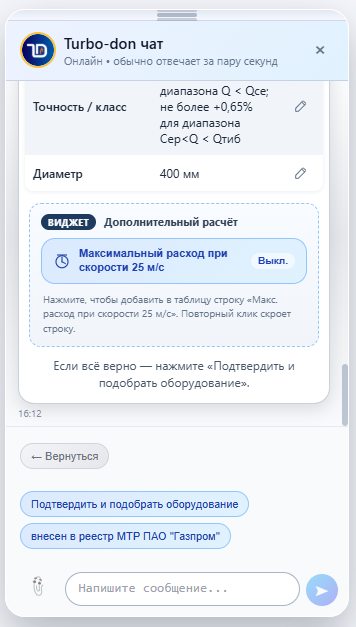 Turbo-don чат
Онлайн • обычно отвечает за пару секунд
×
диапазона Q < Qce;
Точность / класс
не более +0,65%
для диапазона
Cep<Q < Qтиб
Диаметр
400 мм
ВИДЖЕТ
Дополнительный расчёт
Максимальный расход при
скорости 25 м/с
Выкл.
Нажмите, чтобы добавить в таблицу строку «Макс.
расход при скорости 25 м/с». Повторный клик скроет
строку.
Если всё верно — нажмите «Подтвердить и
подобрать оборудование».
16:12
← Вернуться
Подтвердить и подобрать оборудование
внесен в реестр МТР ПАО "Газпром"
Напишите сообщение...